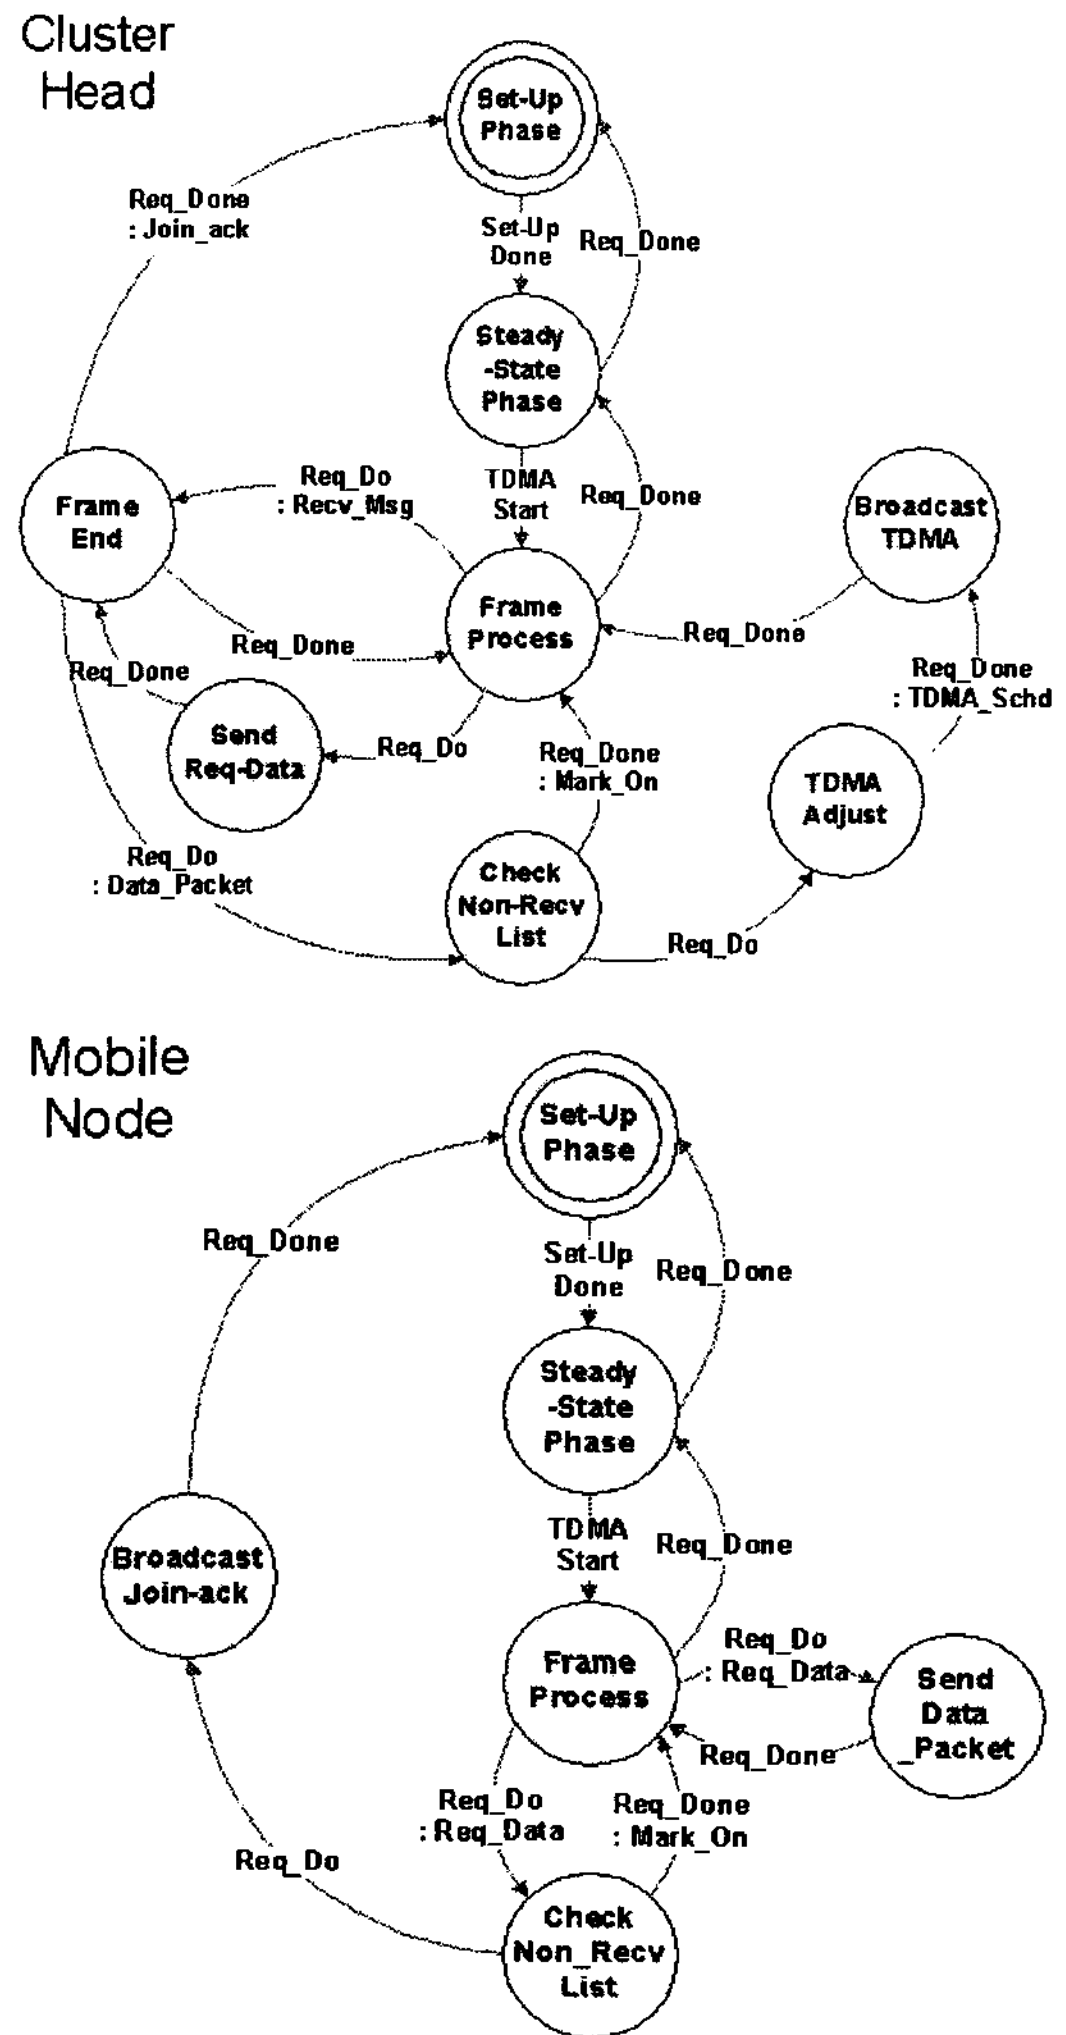 Cluster
Head
Set-Up
Phase
Req_Done
: Join_ack
Set-Up
Done
Req_Done
Steady
-State
Phase
Req_Do
: Recv_Msg
TDMA
Start
Req_Done
Frame
End
Broadcast
TDMA
Frame
Process
Req_Done
Req_Done
Req_Done
Req_Done
: TDMA_Schd
Send
Req-Data
Req_Do
Req_Done
: Mark_On
TDMA
Adjust
Req_Do
: Data_Packet
Check
Non-Recv
List
Req_Do
Mobile
Node
Set-Up
Phase
Req_Done
Set-Up
Done
Req_Done
Steady
-State
Phase
TDMA
Start
Req_Done
Broadcast
Join-ack
Frame
Process
Req_Do
: Req_Data
Send
Data
_Packet
Req_Done
Req_Do
: Req_Data
Req_Done
: Mark_On
Req_Do
Check
Non_Recv
List